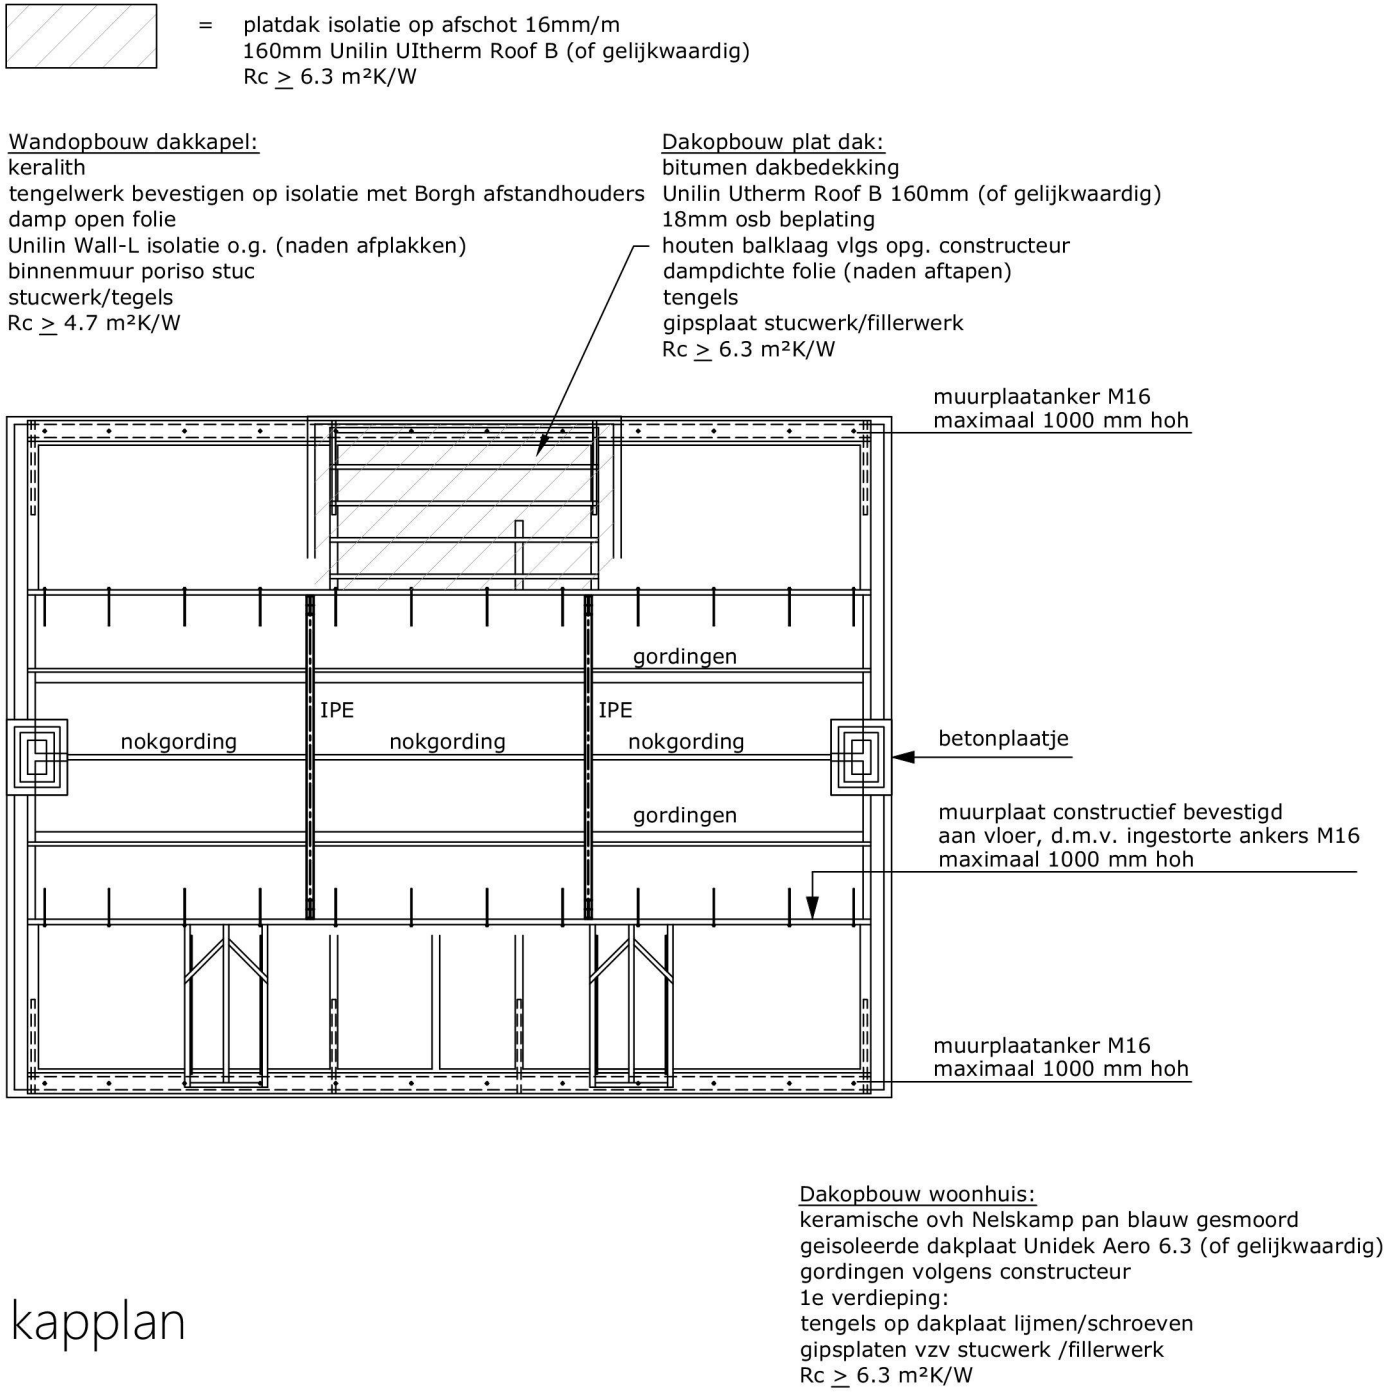 = platdak isolatie op afschot 16mm/m
160mm Unilin UItherm Roof B (of gelijkwaardig)
Rc ≥ 6.3 m²K/W
Wandopbouw dakkapel:
keralith
tengelwerk bevestigen op isolatie met Borgh afstandhouders
damp open folie
Unilin Wall-L isolatie o.g. (naden afplakken)
binnenmuur poriso stuc
stucwerk/tegels
Rc ≥ 4.7 m²K/W
Dakopbouw plat dak:
bitumen dakbedekking
Unilin Utherm Roof B 160mm (of gelijkwaardig)
18mm osb beplating
houten balklaag vlgs opg. constructeur
dampdichte folie (naden aftapen)
tengels
gipsplaat stucwerk/fillerwerk
Rc ≥ 6.3 m²K/W
muurplaatanker M16
maximaal 1000 mm hoh
gordingen
IPE
IPE
nokgording
nokgording
nokgording
betonplaatje
gordingen
muurplaat constructief bevestigd
aan vloer, d.m.v. ingestorte ankers M16
maximaal 1000 mm hoh
muurplaatanker M16
maximaal 1000 mm hoh
Dakopbouw woonhuis:
keramische ovh Nelskamp pan blauw gesmoord
geisoleerde dakplaat Unidek Aero 6.3 (of gelijkwaardig)
gordingen volgens constructeur
1e verdieping:
tengels op dakplaat lijmen/schroeven
gipsplaten vzv stucwerk /fillerwerk
Rc ≥ 6.3 m²K/W
kapplan